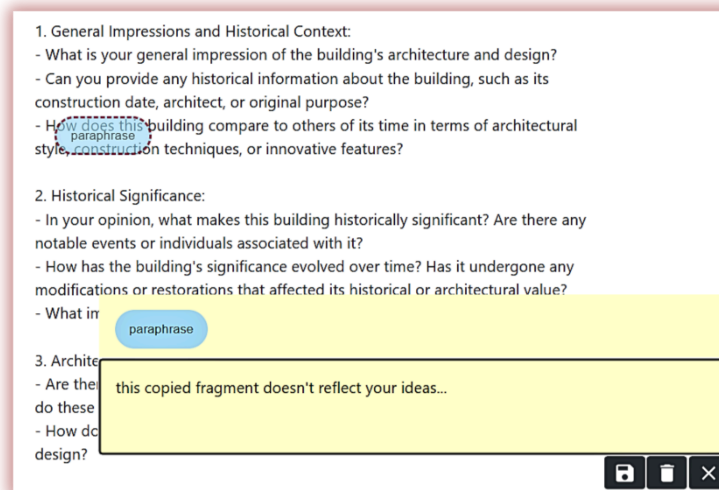 1. General Impressions and Historical Context:
- What is your general impression of the building's architecture and design?
- Can you provide any historical information about the building, such as its
construction date, architect, or original purpose?
- How does this building compare to others of its time in terms of architectural
paraphrase
style, construction techniques, or innovative features?
2. Historical Significance:
- In your opinion, what makes this building historically significant? Are there any
notable events or individuals associated with it?
- How has the building's significance evolved over time? Has it undergone any
modifications or restorations that affected its historical or architectural value?
- What
paraphrase
3.
- Are
this copied fragment doesn't reflect your ideas...
do these
- How
design?